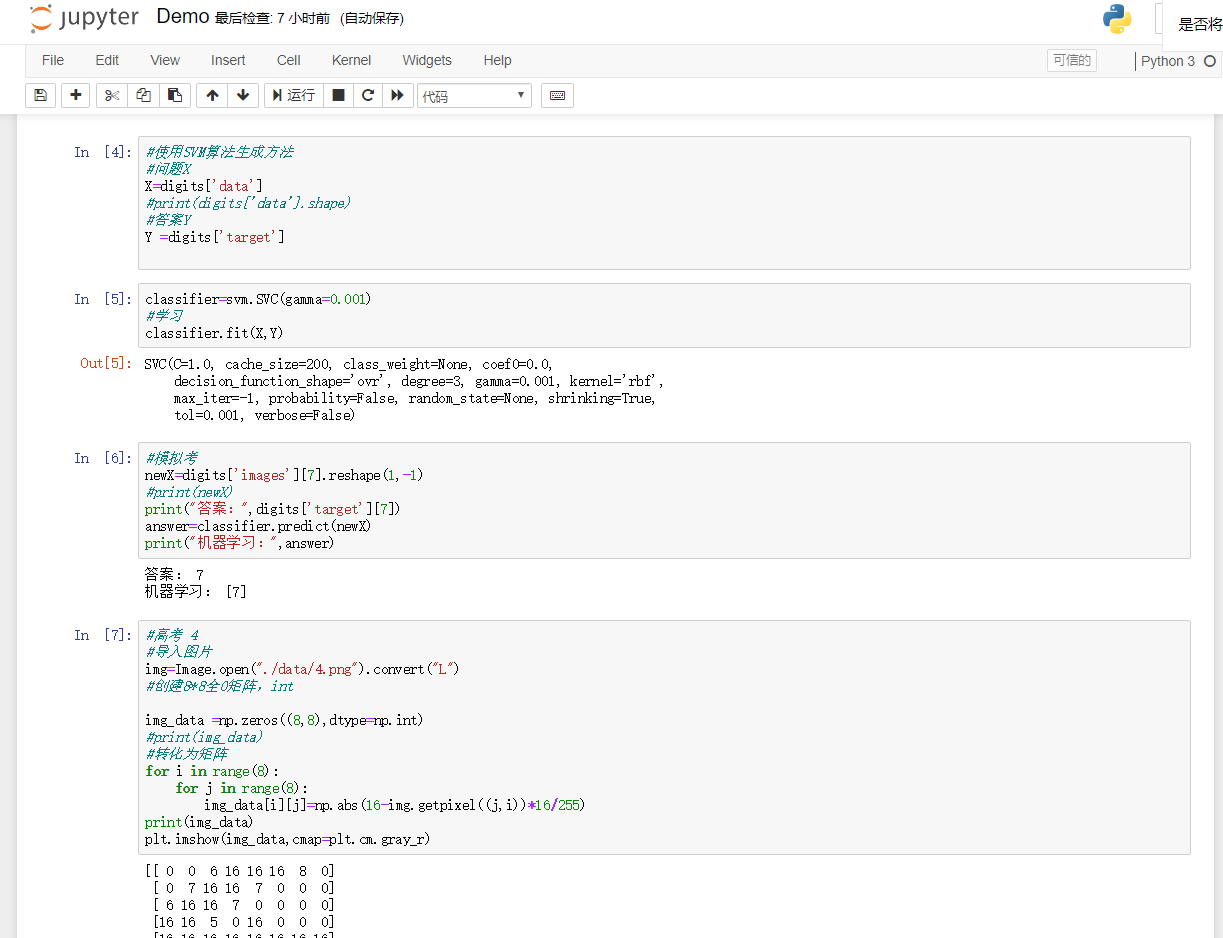 jupyter Demo 最后检查: 7 小时前 (自动保存)
是否将
File Edit View Insert Cell Kernel Widgets Help 可信的 Python 3
运行 代码
In [4]:
#使用SVM算法生成方法
#问题X
X=digits['data']
#print(digits['data'].shape)
#答案Y
Y =digits['target']
In [5]:
classifier=svm.SVC(gamma=0.001)
#学习
classifier.fit(X,Y)
Out[5]:
SVC(C=1.0, cache_size=200, class_weight=None, coef0=0.0,
decision_function_shape='ovr', degree=3, gamma=0.001, kernel='rbf',
max_iter=-1, probability=False, random_state=None, shrinking=True,
tol=0.001, verbose=False)
In [6]:
#模拟考
newX=digits['images'][7].reshape(1,-1)
#print(newX)
print("答案：",digits['target'][7])
answer=classifier.predict(newX)
print("机器学习：",answer)
答案： 7
机器学习： [7]
In [7]:
#高考 4
#导入图片
img=Image.open("./data/4.png").convert("L")
#创建8*8全0矩阵，int
img_data =np.zeros((8,8),dtype=np.int)
#print(img_data)
#转化为矩阵
for i in range(8):
for j in range(8):
img_data[i][j]=np.abs(16-img.getpixel((j,i))*16/255)
print(img_data)
plt.imshow(img_data,cmap=plt.cm.gray_r)
[[ 0 0 6 16 16 16 8 0]
[ 0 7 16 16 7 0 0 0]
[ 6 16 16 7 0 0 0 0]
[16 16 5 0 16 0 0 0]
[16 16 16 16 16 16 16 16]